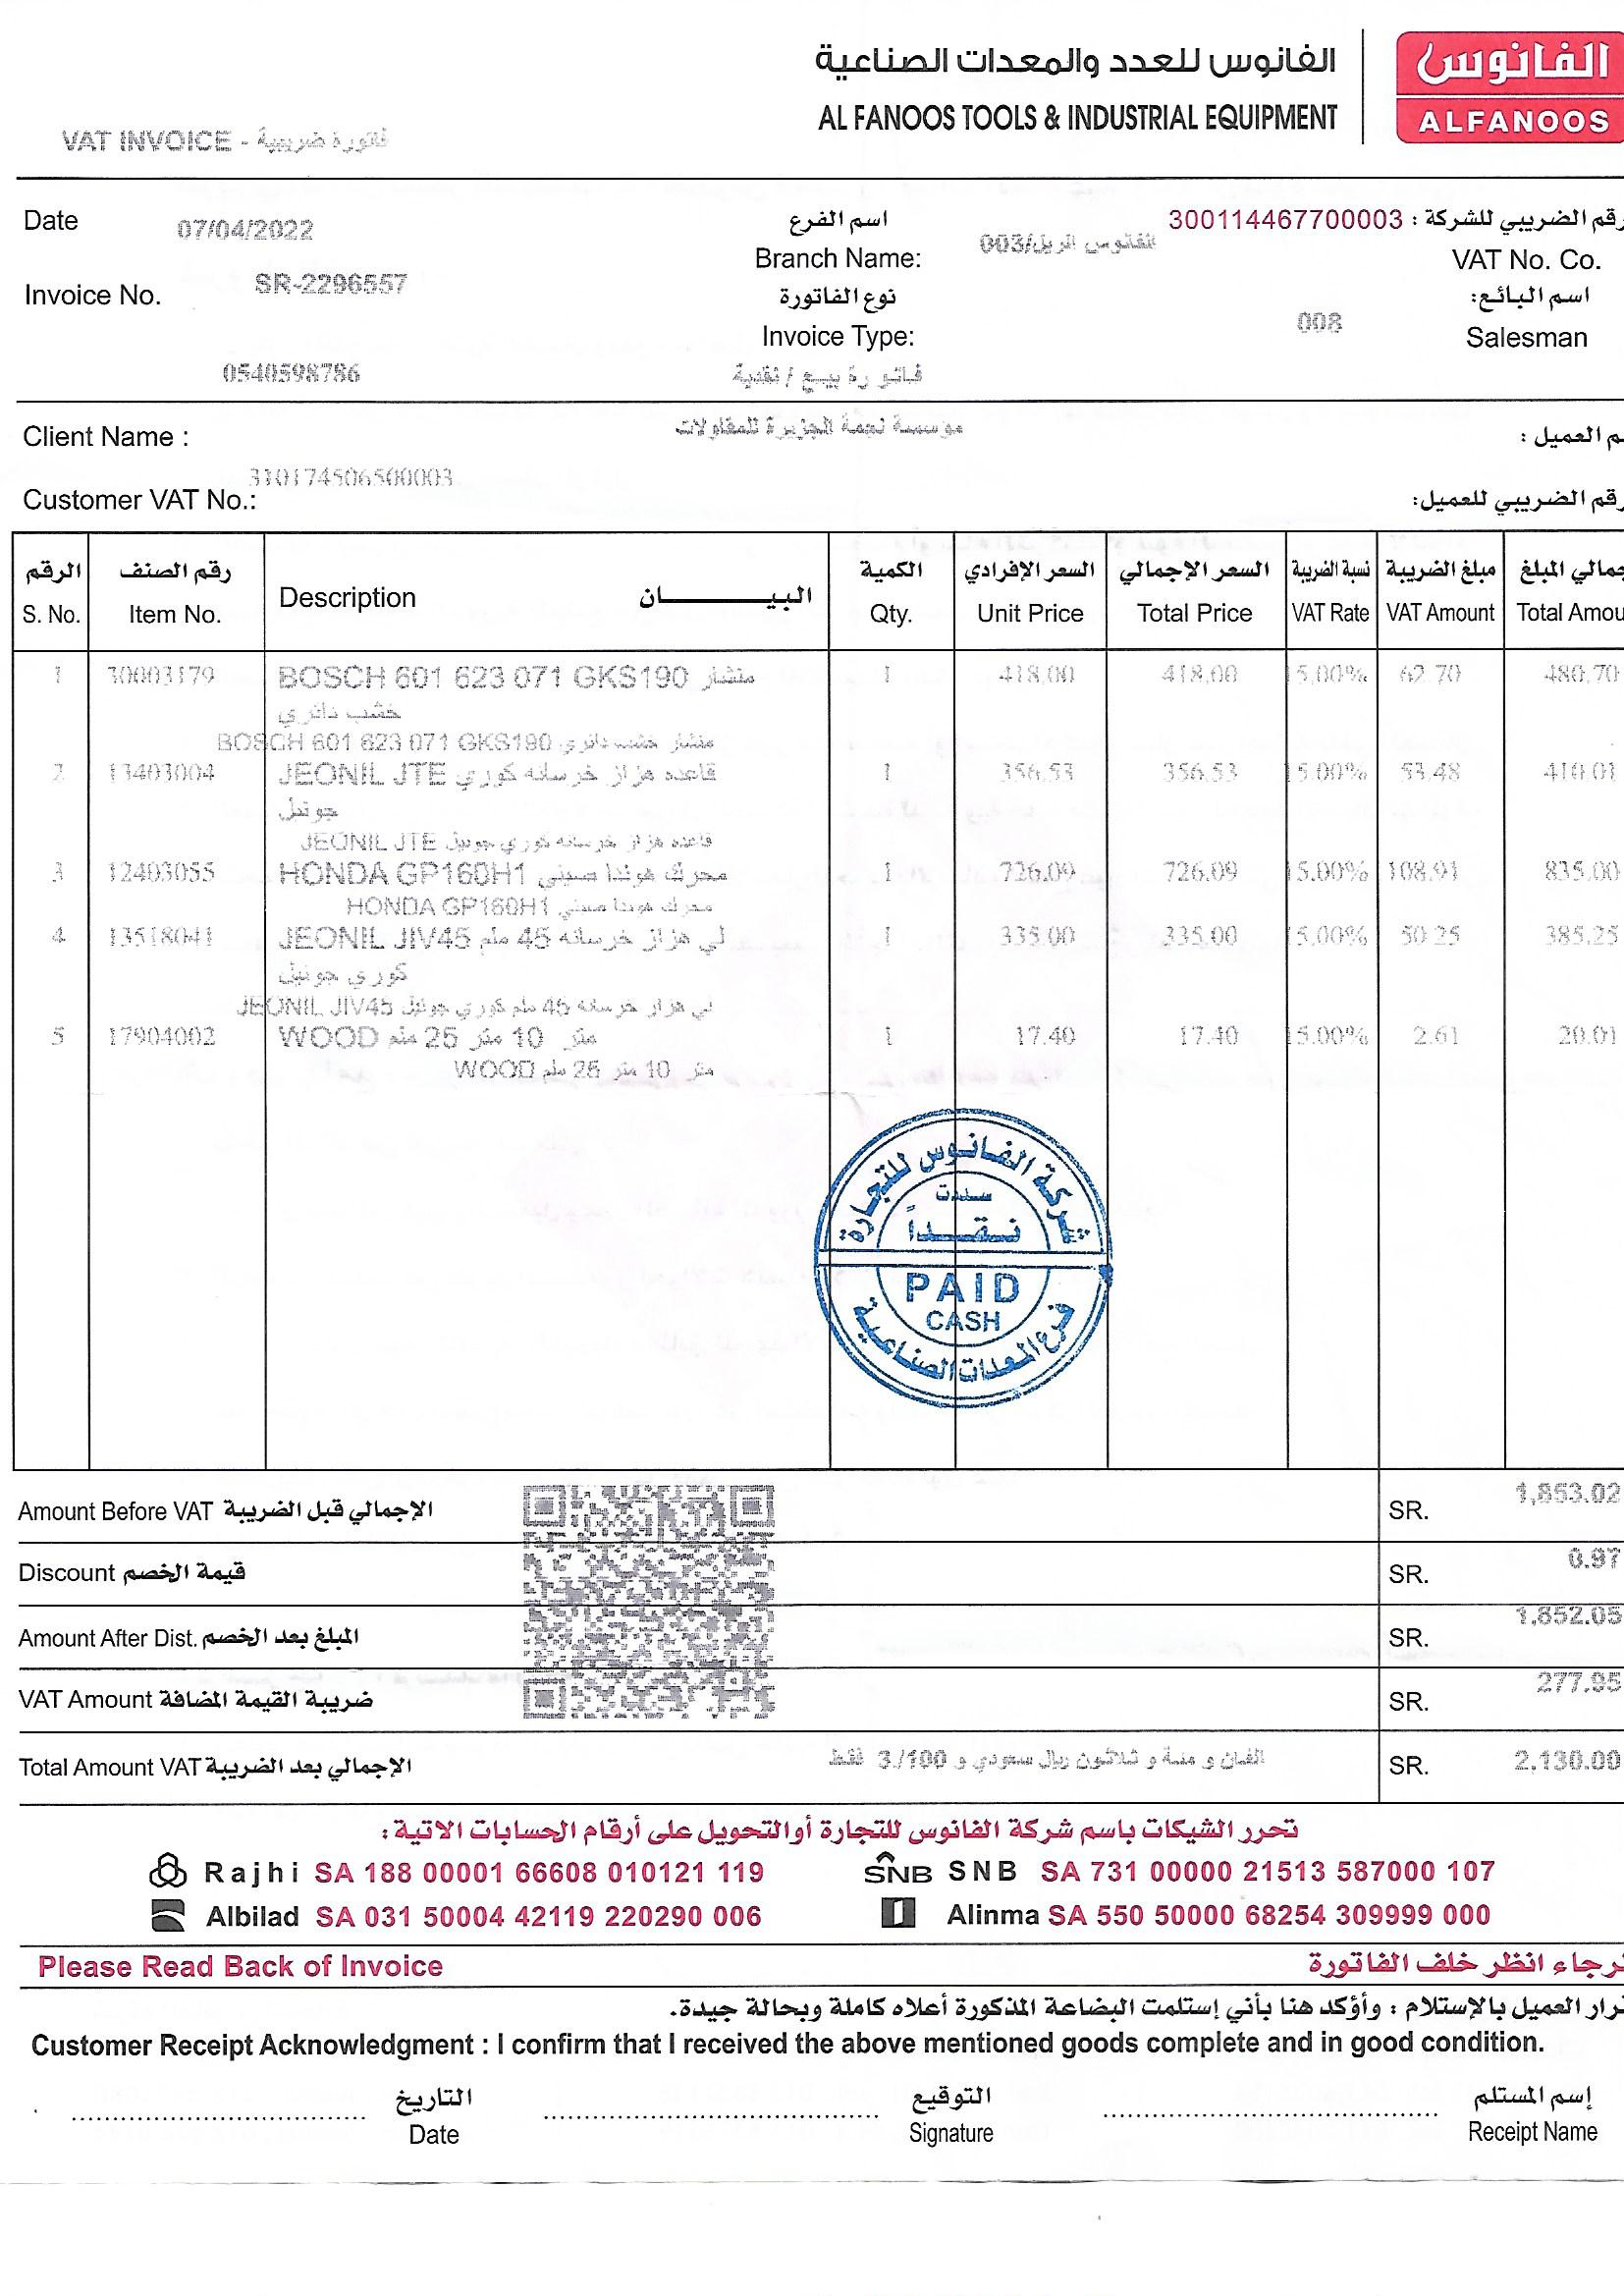 الفانوس للعدد والمعدات الصناعية
AL FANOOS TOOLS & INDUSTRIAL EQUIPMENT
الفانوس
ALFANOOS
VAT INVOICE - فاتورة ضريبية
Date 07/04/2022
اسم الفرع
Branch Name: الفانوس الريل/003
رقم الضريبي للشركة : 300114467700003
VAT No. Co.
Invoice No. SR-2296557
نوع الفاتورة
Invoice Type:
اسم البائع:
Salesman 008
0540598786
فاتو رة بيع / نقدية
Client Name : مؤسسة نجمة الجزيرة للمقاولات
م العميل :
Customer VAT No.: 310174506500003
رقم الضريبي للعميل:
الرقم رقم الصنف البيـــــــان الكمية السعر الإفرادي السعر الإجمالي نسبة الضريبة مبلغ الضريبة جمالي المبلغ
S. No. Item No. Description Qty. Unit Price Total Price VAT Rate VAT Amount Total Amou
1 30003179 BOSCH 601 623 071 GKS190 منشار 1 418.00 418.00 15.00% 62.70 480.70
خشب دائري
BOSCH 601 623 071 GKS190 منشار خشب دائري
2 13403004 JEONIL JTE قاعده هزاز خرسانه كوري 1 356.53 356.53 15.00% 53.48 410.01
جونيل
JEONIL JTE قاعده هزاز خرسانه كوري جونيل
3 12403055 HONDA GP160H1 محرك هوندا صيني 1 726.09 726.09 15.00% 108.91 835.00
HONDA GP160H1 محرك هوندا صيني
4 13518041 JEONIL JIV45 لي هزاز خرسانه 45 ملم 1 335.00 335.00 15.00% 50.25 385.25
كوري جونيل
JEONIL JIV45 لي هزاز خرسانه 45 ملم كوري جونيل
5 17904002 WOOD متر 10 متر 25 ملم 1 17.40 17.40 15.00% 2.61 20.01
WOOD متر 10 متر 25 ملم
شركة الفانوس للتجارة
سددت
نقداً
PAID
CASH
فرع المعدات الصناعية
Amount Before VAT الإجمالي قبل الضريبة SR. 1,853.02
Discount قيمة الخصم SR. 0.97
Amount After Dist. المبلغ بعد الخصم SR. 1,852.05
VAT Amount ضريبة القيمة المضافة SR. 277.95
Total Amount VAT الإجمالي بعد الضريبة الفان و مئة و ثلاثون ريال سعودي و 3/100 فقط SR. 2,130.00
تحرر الشيكات باسم شركة الفانوس للتجارة أوالتحويل على أرقام الحسابات الاتية :
Rajhi SA 188 00001 66608 010121 119
SNB SNB SA 731 00000 21513 587000 107
Albilad SA 031 50004 42119 220290 006
Alinma SA 550 50000 68254 309999 000
Please Read Back of Invoice
لرجاء انظر خلف الفاتورة
قرار العميل بالإستلام : وأؤكد هنا بأني إستلمت البضاعة المذكورة أعلاه كاملة وبحالة جيدة.
Customer Receipt Acknowledgment : I confirm that I received the above mentioned goods complete and in good condition.
التاريخ التوقيع إسم المستلم
Date Signature Receipt Name